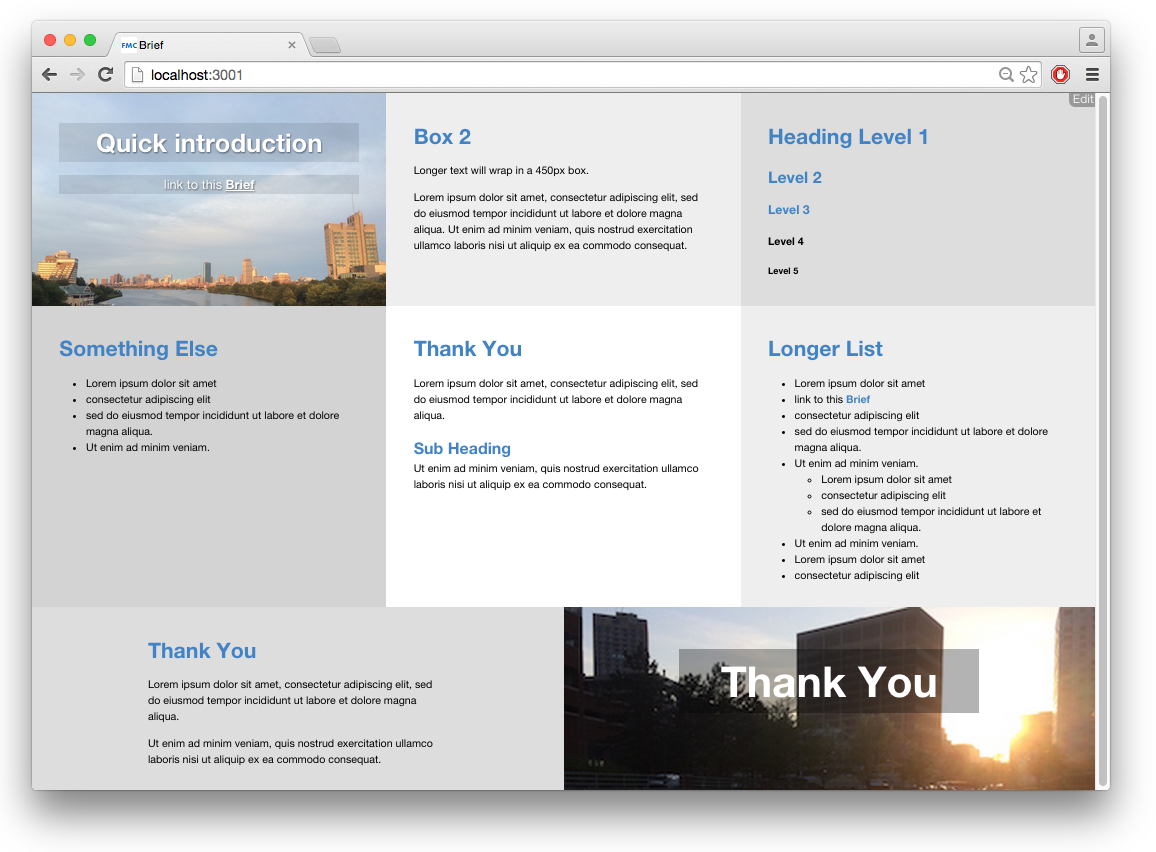 FMC Brief
localhost:3001
Edit
Quick introduction
link to this Brief
Box 2
Longer text will wrap in a 450px box.
Lorem ipsum dolor sit amet, consectetur adipiscing elit, sed
do eiusmod tempor incididunt ut labore et dolore magna
aliqua. Ut enim ad minim veniam, quis nostrud exercitation
ullamco laboris nisi ut aliquip ex ea commodo consequat.
Heading Level 1
Level 2
Level 3
Level 4
Level 5
Something Else
• Lorem ipsum dolor sit amet
• consectetur adipiscing elit
• sed do eiusmod tempor incididunt ut labore et dolore
magna aliqua.
• Ut enim ad minim veniam.
Thank You
Lorem ipsum dolor sit amet, consectetur adipiscing elit, sed
do eiusmod tempor incididunt ut labore et dolore magna
aliqua.
Sub Heading
Ut enim ad minim veniam, quis nostrud exercitation ullamco
laboris nisi ut aliquip ex ea commodo consequat.
Longer List
• Lorem ipsum dolor sit amet
• link to this Brief
• consectetur adipiscing elit
• sed do eiusmod tempor incididunt ut labore et dolore
magna aliqua.
• Ut enim ad minim veniam.
◦ Lorem ipsum dolor sit amet
◦ consectetur adipiscing elit
◦ sed do eiusmod tempor incididunt ut labore et
dolore magna aliqua.
• Ut enim ad minim veniam.
• Lorem ipsum dolor sit amet
• consectetur adipiscing elit
Thank You
Lorem ipsum dolor sit amet, consectetur adipiscing elit, sed
do eiusmod tempor incididunt ut labore et dolore magna
aliqua.
Ut enim ad minim veniam, quis nostrud exercitation ullamco
laboris nisi ut aliquip ex ea commodo consequat.
Thank You